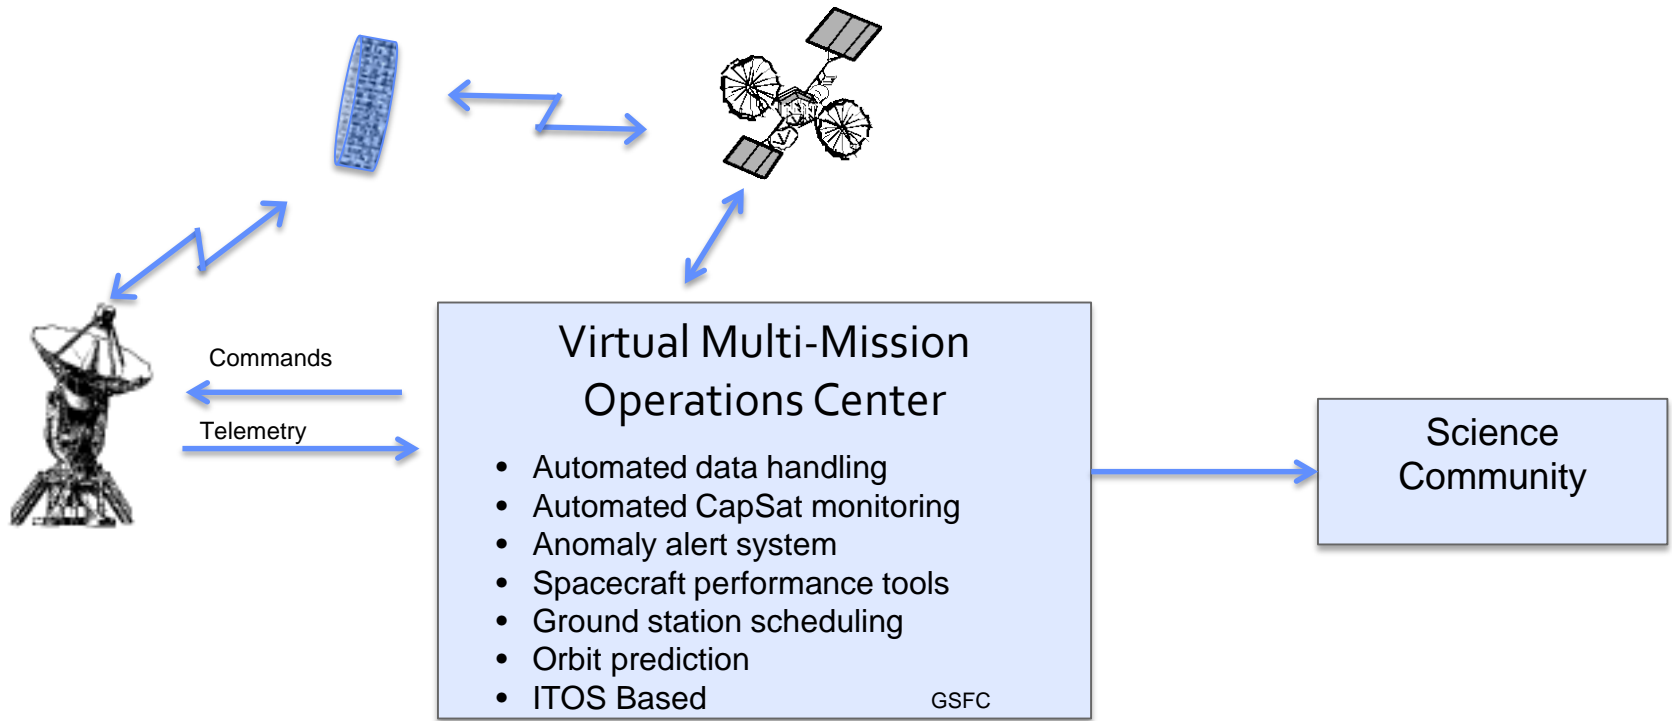 Virtual Multi-Mission
Operations Center
Commands
Telemetry
• Automated data handling
• Automated CapSat monitoring
• Anomaly alert system
• Spacecraft performance tools
• Ground station scheduling
• Orbit prediction
• ITOS Based GSFC
Science
Community